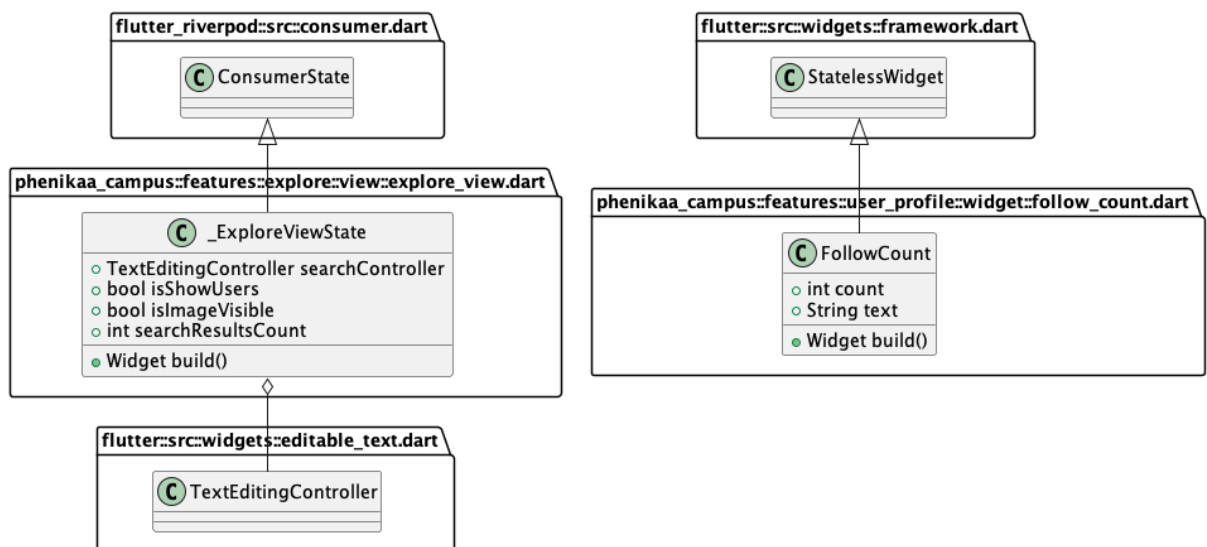 flutter_riverpod::src::consumer.dart
C ConsumerState
phenikaa_campus::features::explore::view::explore_view.dart
C _ExploreViewState
TextEditingController searchController
bool isShowUsers
bool isImageVisible
int searchResultsCount
Widget build()
flutter::src::widgets::editable_text.dart
C TextEditingController
flutter::src::widgets::framework.dart
C StatelessWidget
phenikaa_campus::features::user_profile::widget::follow_count.dart
C FollowCount
int count
String text
Widget build()